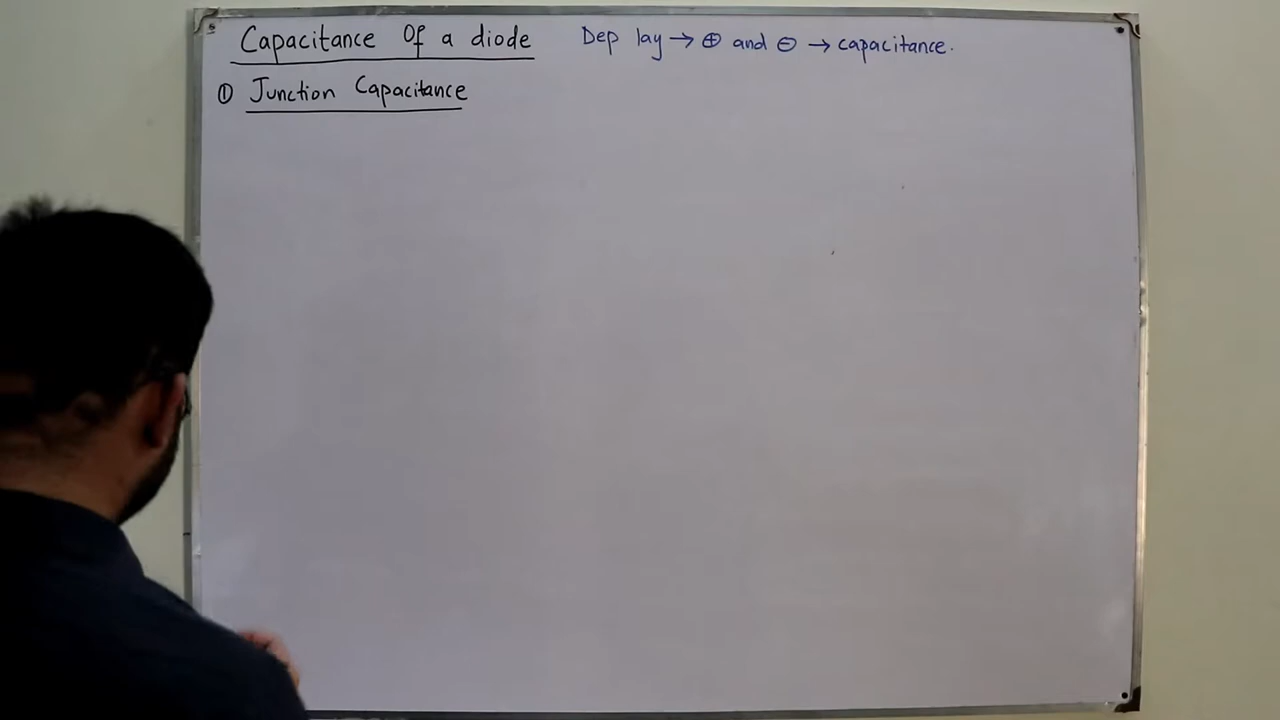 Capacitance Of a diode Dep lay → ⊕ and ⊖ → capacitance.
① Junction Capacitance